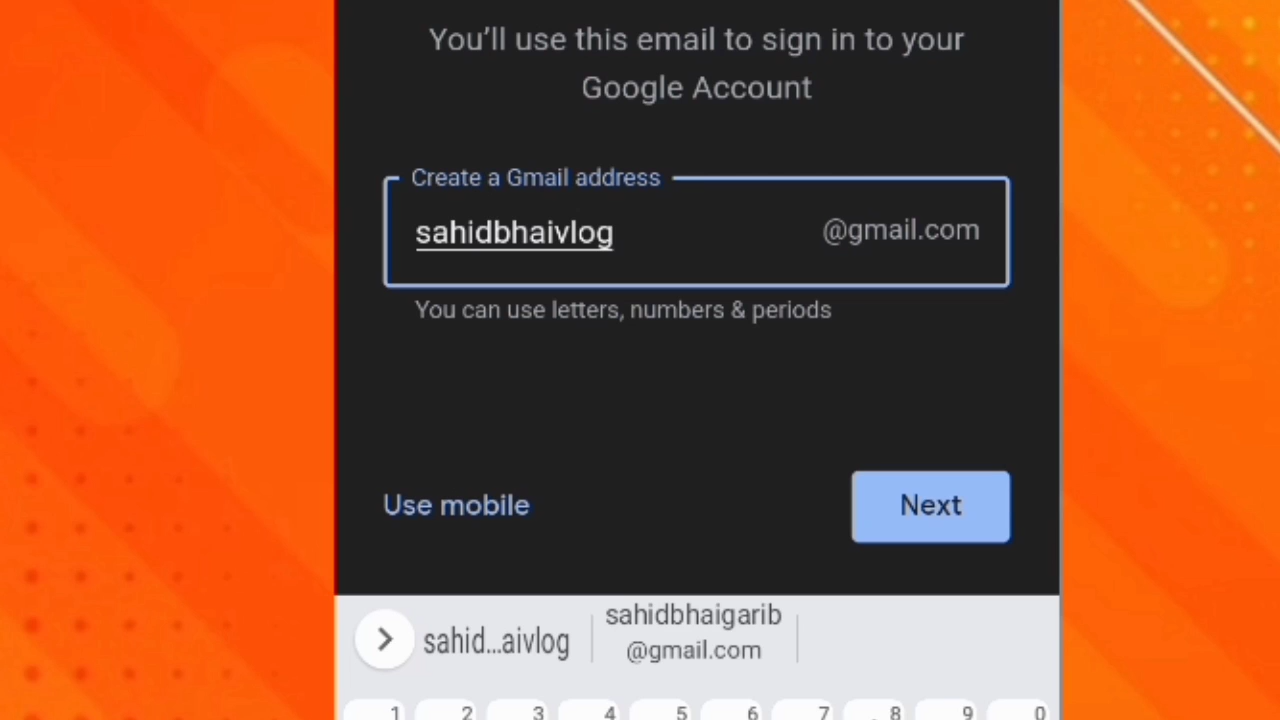 You’ll use this email to sign in to your
Google Account
Create a Gmail address
sahidbhaivlog @gmail.com
You can use letters, numbers & periods
Use mobile Next
sahid...aivlog sahidbhaigarib
@gmail.com
1 2 3 4 5 6 7 8 9 0